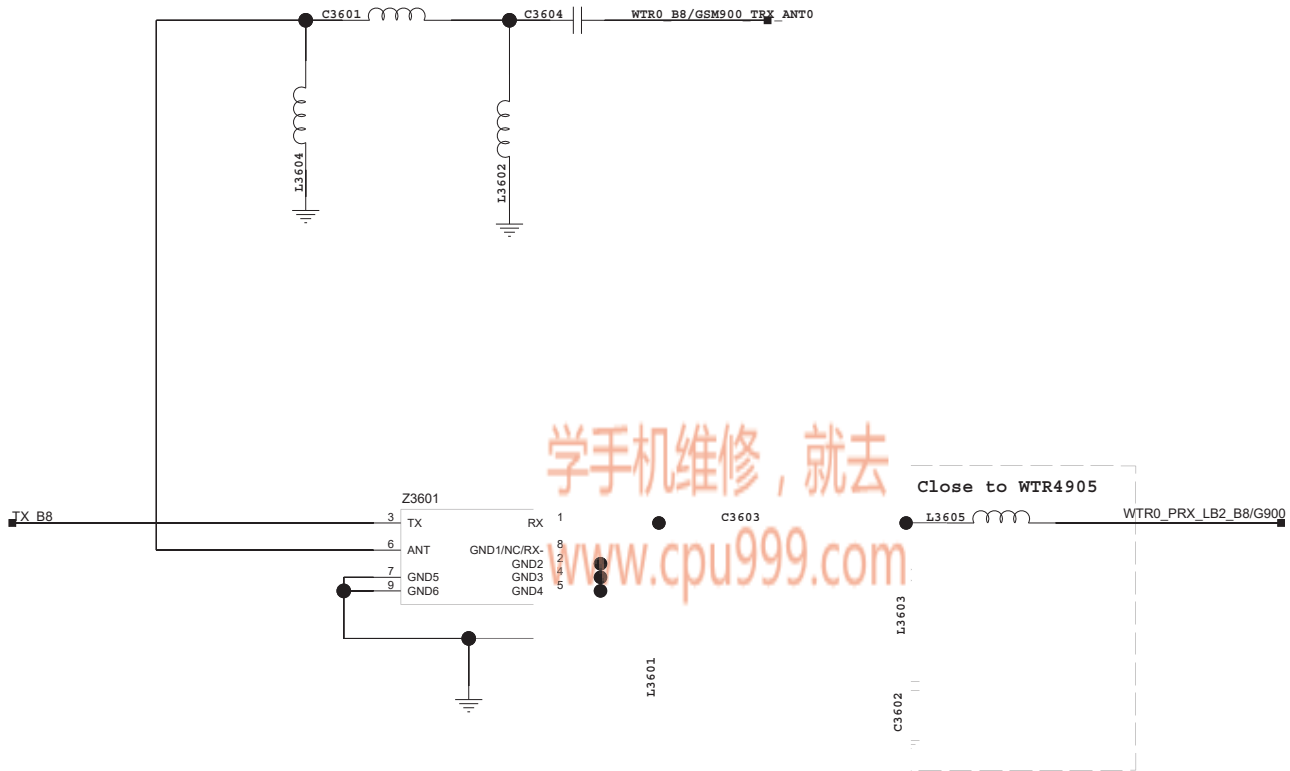 C3601
C3604
WTR0_B8/GSM900_TRX_ANT0
L3604
L3602
学手机维修，就去
www.cpu999.com
Close to WTR4905
TX_B8
Z3601
3 TX
RX 1
6 ANT
GND1/NC/RX- 8
GND2 2
7 GND5
GND3 4
9 GND6
GND4 5
C3603
L3605
WTR0_PRX_LB2_B8/G900
L3603
L3601
C3602